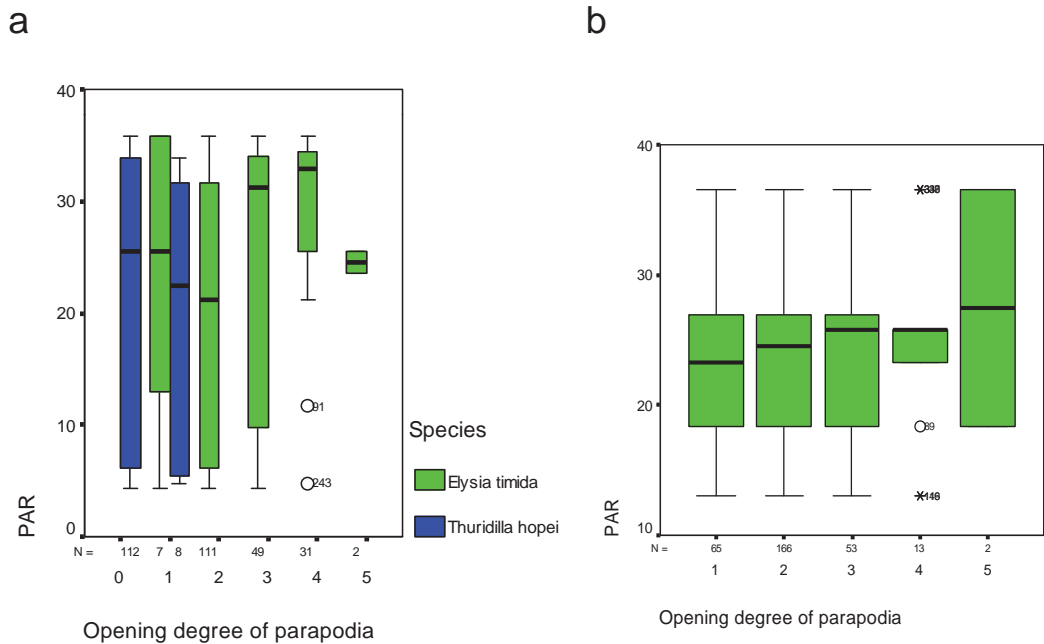 a
40
30
20
10
0
PAR
91
243
N = 112 7 8 111 49 31 2
0 1 2 3 4 5
Opening degree of parapodia
Species
Elysia timida
Thuridilla hopei
b
40
30
20
10
PAR
39
N = 65 166 53 13 2
1 2 3 4 5
Opening degree of parapodia